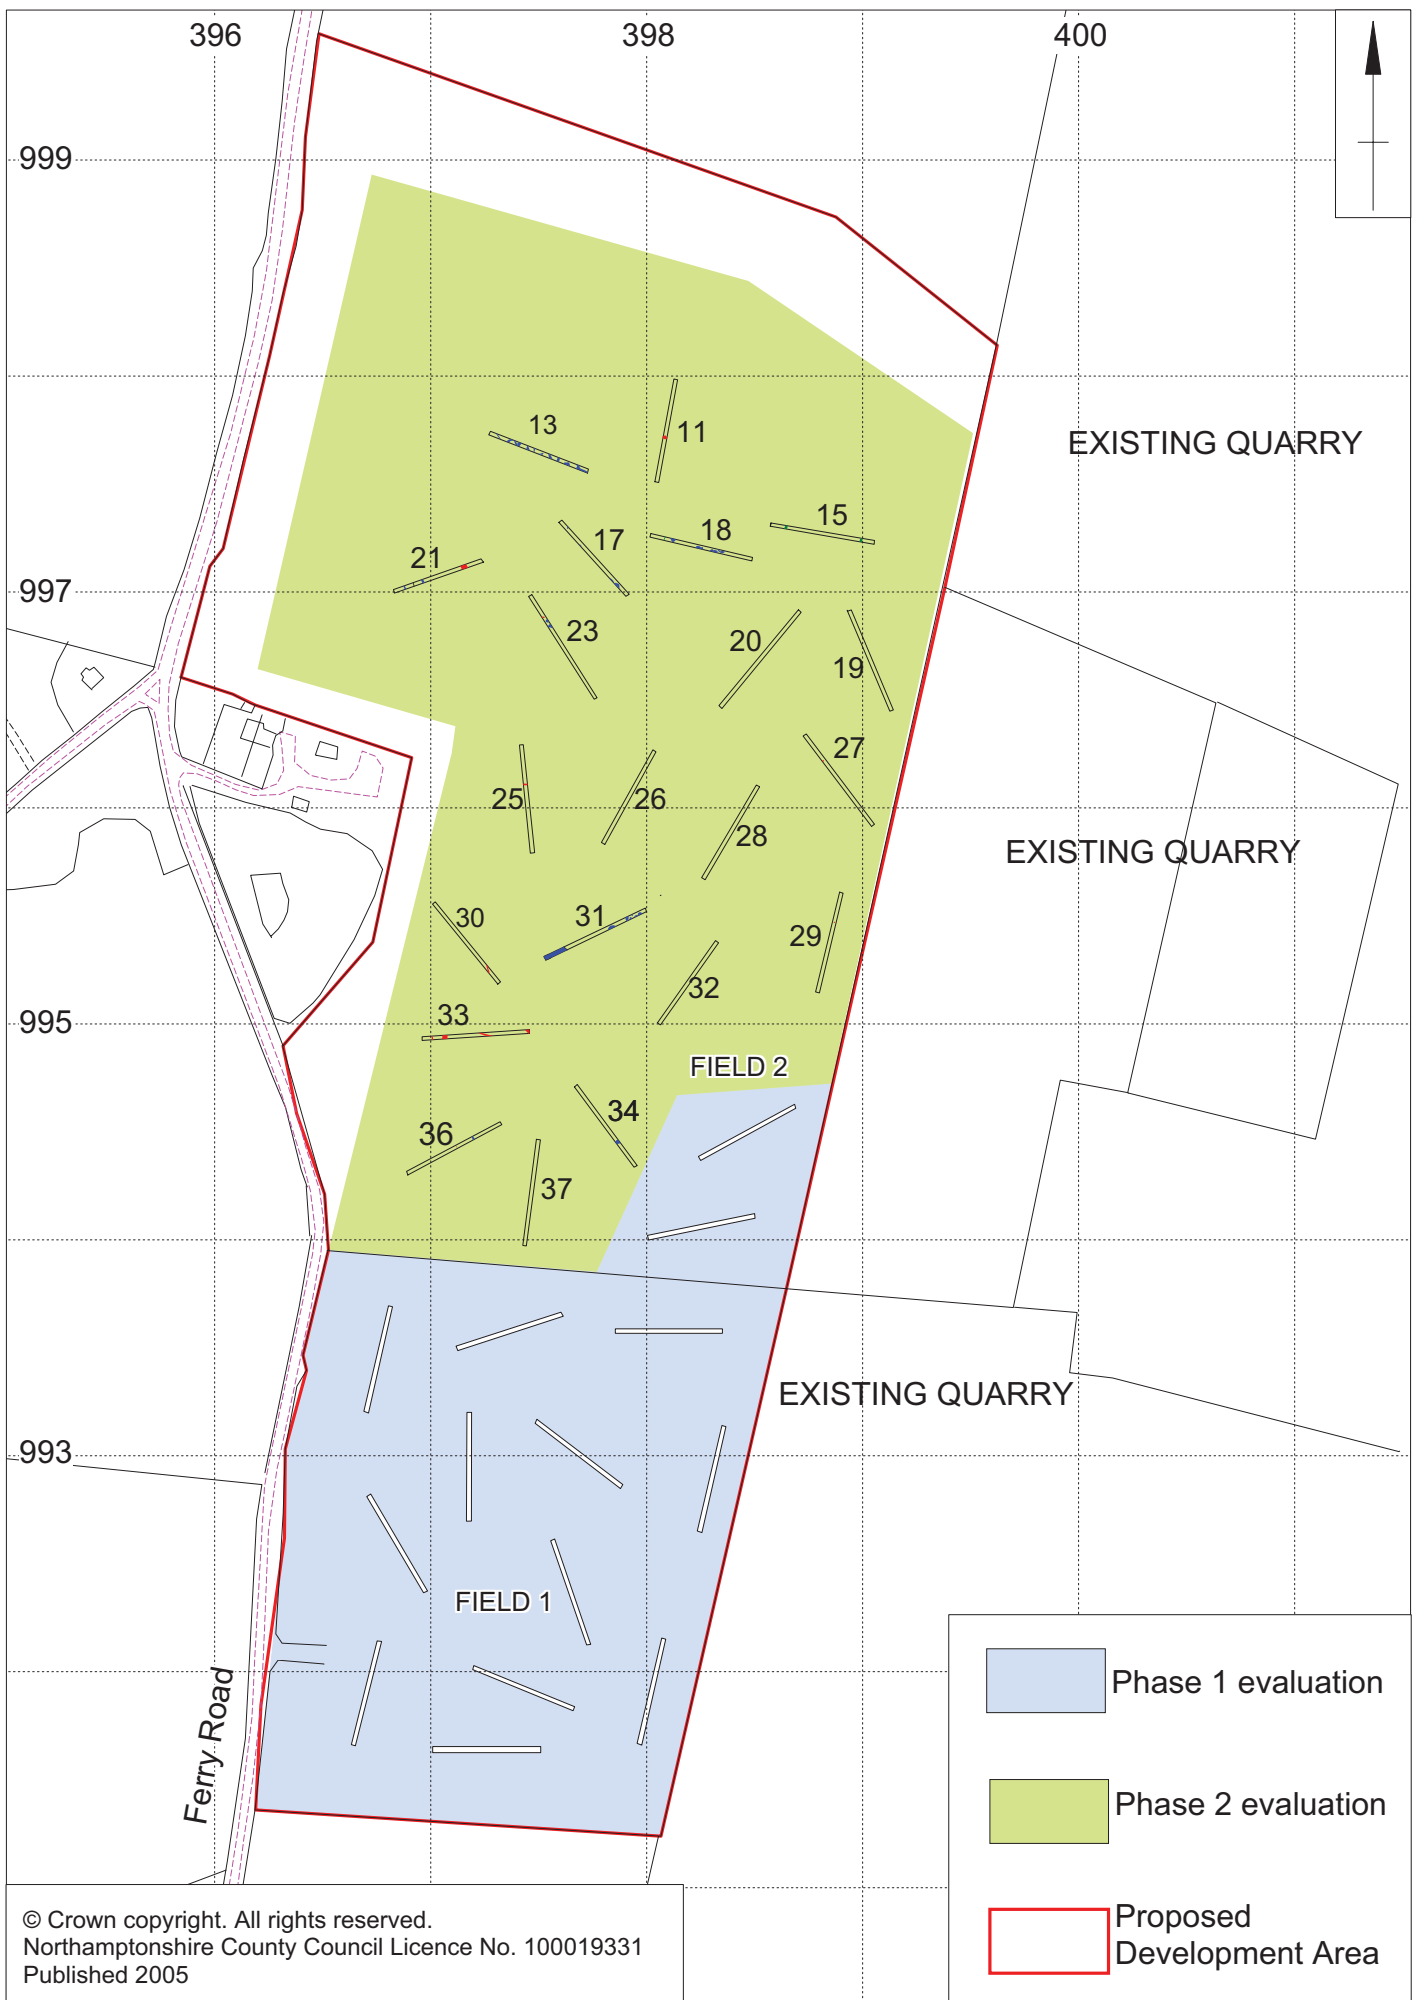 396
398
400
999
13
11
EXISTING QUARRY
15
18
17
21
997
23
20
19
27
25
26
28
EXISTING QUARRY
30
31
29
32
33
995
FIELD 2
34
36
37
EXISTING QUARRY
993
FIELD 1
Ferry Road
Phase 1 evaluation
Phase 2 evaluation
Proposed
Development Area
© Crown copyright. All rights reserved.
Northamptonshire County Council Licence No. 100019331
Published 2005